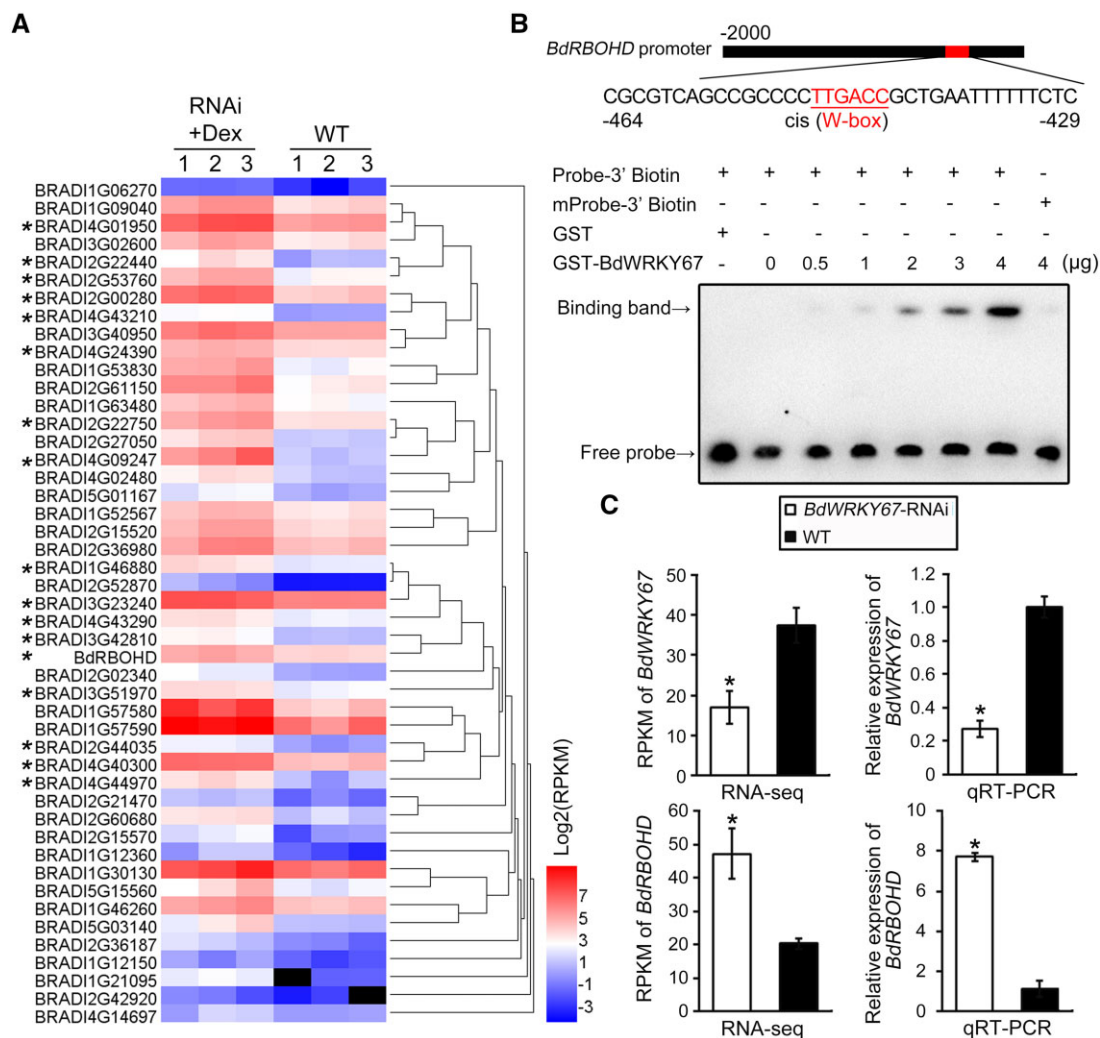 A
RNAi
+Dex
WT
1 2 3 1 2 3
BRADI1G06270
BRADI1G09040
*BRADI4G01950
BRADI3G02600
*BRADI2G22440
*BRADI2G53760
*BRADI2G00280
*BRADI4G43210
BRADI3G40950
*BRADI4G24390
BRADI1G53830
BRADI2G61150
BRADI1G63480
*BRADI2G22750
BRADI2G27050
*BRADI4G09247
BRADI4G02480
BRADI5G01167
BRADI1G52567
BRADI2G15520
BRADI2G36980
*BRADI1G46880
BRADI2G52870
*BRADI3G23240
*BRADI4G43290
*BRADI3G42810
* BdRBOHD
BRADI2G02340
*BRADI3G51970
BRADI1G57580
BRADI1G57590
*BRADI2G44035
*BRADI4G40300
*BRADI4G44970
BRADI2G21470
BRADI2G60680
BRADI2G15570
BRADI1G12360
BRADI1G30130
BRADI5G15560
BRADI1G46260
BRADI5G03140
BRADI2G36187
BRADI1G12150
BRADI1G21095
BRADI2G42920
BRADI4G14697
Log2(RPKM)
7
5
3
1
-1
-3
B
-2000
BdRBOHD promoter
CGCGTCAGCCGCCCCTTGACCGCTGAATTTTTTCTC
-464 cis (W-box) -429
Probe-3' Biotin + + + + + + + -
mProbe-3' Biotin - - - - - - - +
GST + - - - - - - -
GST-BdWRKY67 - 0 0.5 1 2 3 4 4 (µg)
Binding band→
Free probe→
C
BdWRKY67-RNAi
WT
RPKM of BdWRKY67
50
40
30
20
10
0
*
RNA-seq
Relative expression of
BdWRKY67
1.2
1.0
0.8
0.6
0.4
0.2
0
*
qRT-PCR
RPKM of BdRBOHD
60
50
40
30
20
10
0
*
RNA-seq
Relative expression of
BdRBOHD
10
8
6
4
2
0
*
qRT-PCR